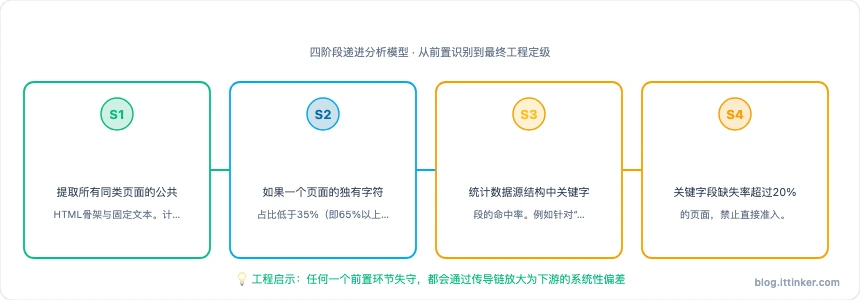 四阶段递进分析模型 · 从前置识别到最终工程定级
S1
提取所有同类页面的公共
HTML骨架与固定文本。计...
S2
如果一个页面的独有字符
占比低于35%（即65%以上...
S3
统计数据源结构中关键字
段的命中率。例如针对“...
S4
关键字段缺失率超过20%
的页面，禁止直接准入。
💡 工程启示：任何一个前置环节失守，都会通过传导链放大为下游的系统性偏差
blog.ittinker.com